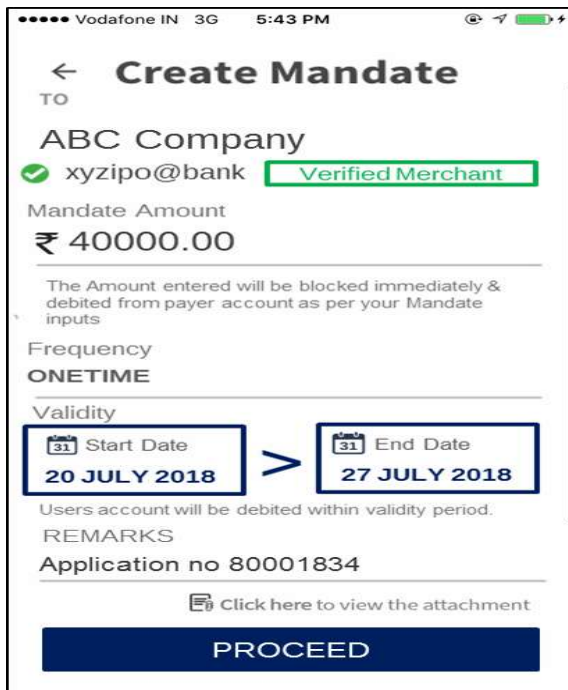 Vodafone IN 3G 5:43 PM
← Create Mandate
TO
ABC Company
xyzipo@bank Verified Merchant
Mandate Amount
₹ 40000.00
The Amount entered will be blocked immediately &
debited from payer account as per your Mandate
inputs
Frequency
ONETIME
Validity
31 Start Date > 31 End Date
20 JULY 2018 27 JULY 2018
Users account will be debited within validity period.
REMARKS
Application no 80001834
Click here to view the attachment
PROCEED